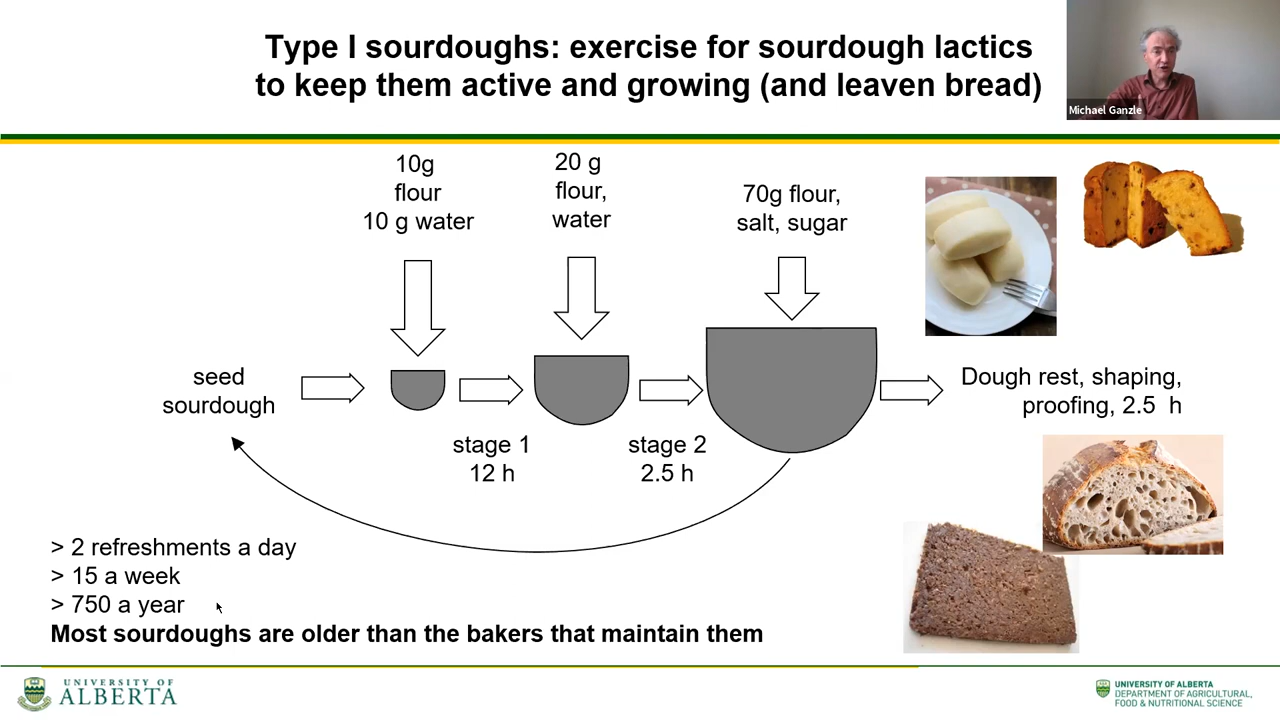 Type I sourdoughs: exercise for sourdough lactics
to keep them active and growing (and leaven bread)
Michael Ganzle
10g
flour
10 g water
20 g
flour,
water
70g flour,
salt, sugar
seed
sourdough
stage 1
12 h
stage 2
2.5 h
Dough rest, shaping,
proofing, 2.5 h
> 2 refreshments a day
> 15 a week
> 750 a year
Most sourdoughs are older than the bakers that maintain them
UNIVERSITY OF
ALBERTA
UNIVERSITY OF ALBERTA
DEPARTMENT OF AGRICULTURAL,
FOOD & NUTRITIONAL SCIENCE